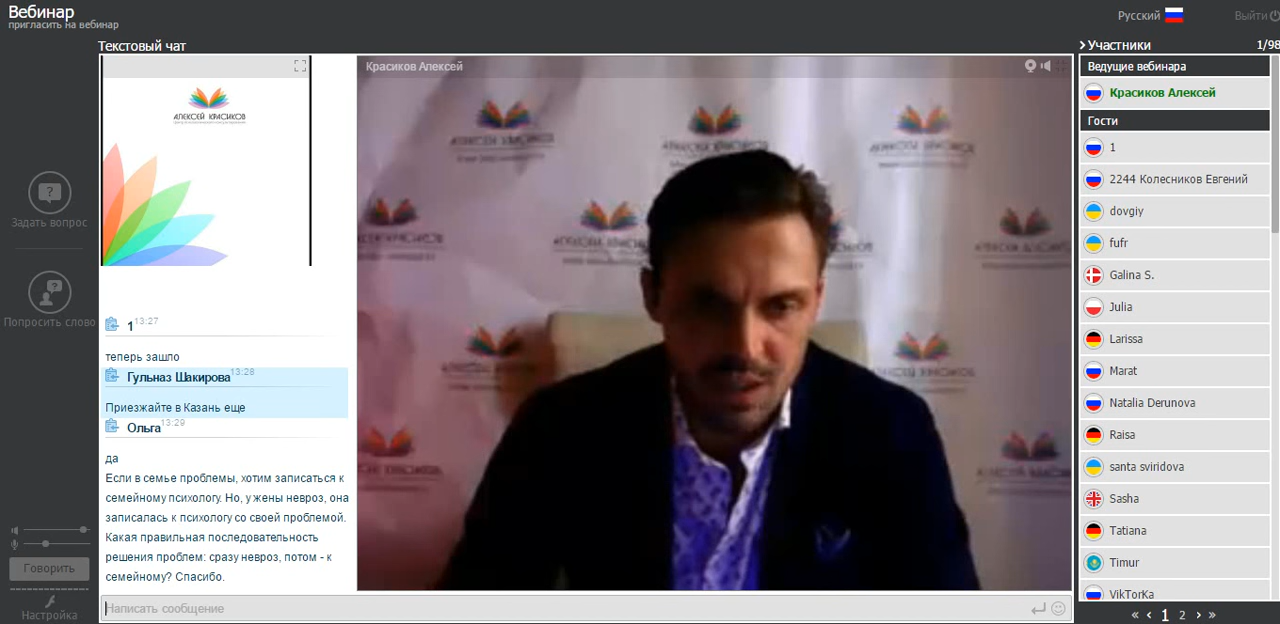 Вебинар
пригласить на вебинар
Русский
Выйти
Текстовый чат
Участники
1/98
АЛЕКСЕЙ КРАСИКОВ
1 13:27
теперь зашло
Гульназ Шакирова 13:28
Приезжайте в Казань еще
Ольга 13:29
да
Если в семье проблемы, хотим записаться к
семейному психологу. Но, у жены невроз, она
записалась к психологу со своей проблемой.
Какая правильная последовательность
решения проблем: сразу невроз, потом - к
семейному? Спасибо.
Написать сообщение
Задать вопрос
Попросить слово
Говорить
Настройка
Красиков Алексей
АЛЕКСЕЙ КРАСИКОВ
Ведущие вебинара
Красиков Алексей
Гости
1
2244 Колесников Евгений
dovgiy
fufr
Galina S.
Julia
Larissa
Marat
Natalia Derunova
Raisa
santa sviridova
Sasha
Tatiana
Timur
VikTorKa
« ‹ 1 2 › »